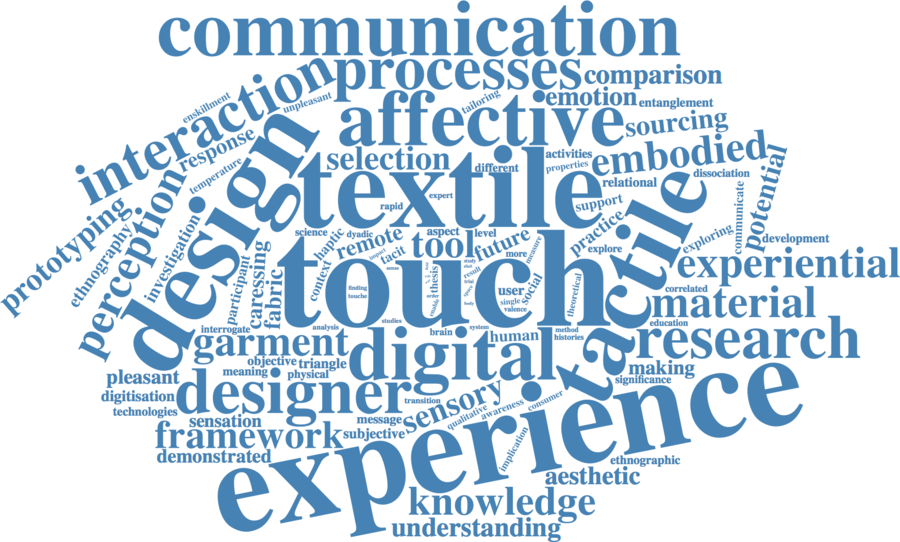 communication
interaction
processes
comparison
enskillment
unpleasant
tailoring
emotion
entanglement
affective
sourcing
response
selection
different
activities
properties
embodied
potential
temperature
design
textile
expert
relational
dissociation
prototyping
ethnography
perception
investigation
rapid
support
tactile
communicate
science
dyadic
aspect
level
haptic
remote
tacit
tool
future
more
practice
explore
exploring
development
participant
caressing
fabric
context
touch
finding
touche
thesis
order
result
trial
body
user
single
valence
social
measure
theoretical
experiential
correlated
material
interrogate
analysis
studies
brain
system
human
method
histories
education
research
garment
objective
triangle
meaning
physical
digital
making
significance
pleasant
digitisation
technologies
designer
transition
sensory
message
qualitative
awareness
consumer
sensation
framework
subjective
demonstrated
experience
implication
ethnographic
aesthetic
knowledge
understanding